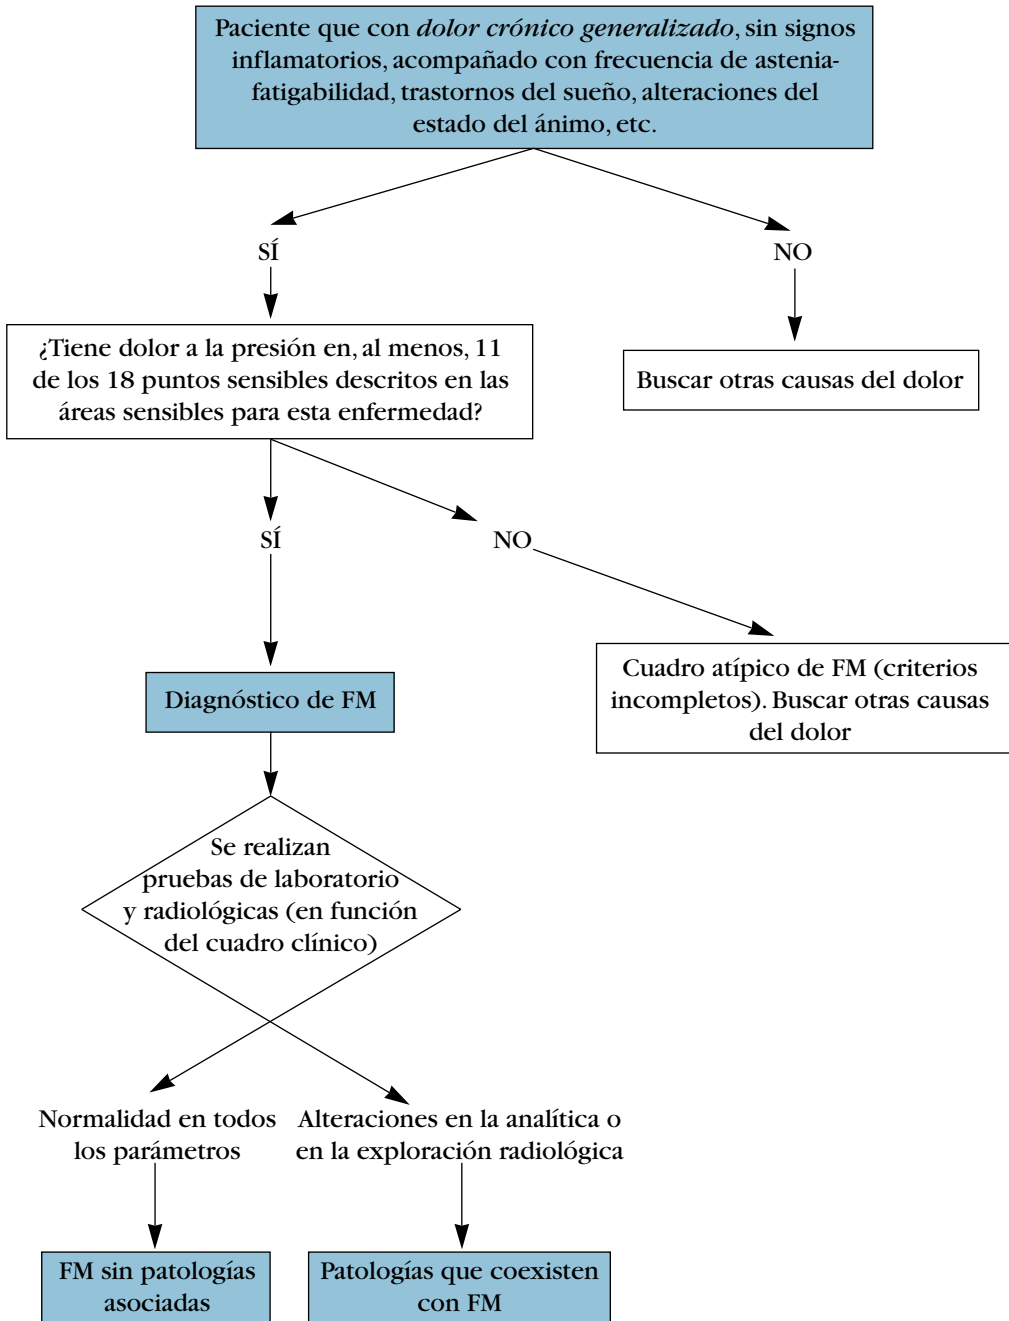 Paciente que con dolor crónico generalizado, sin signos
inflamatorios, acompañado con frecuencia de astenia-
fatigabilidad, trastornos del sueño, alteraciones del
estado del ánimo, etc.
SÍ
NO
¿Tiene dolor a la presión en, al menos, 11
de los 18 puntos sensibles descritos en las
áreas sensibles para esta enfermedad?
Buscar otras causas del dolor
SÍ
NO
Diagnóstico de FM
Cuadro atípico de FM (criterios
incompletos). Buscar otras causas
del dolor
Se realizan
pruebas de laboratorio
y radiológicas (en función
del cuadro clínico)
Normalidad en todos
los parámetros
Alteraciones en la analítica o
en la exploración radiológica
FM sin patologías
asociadas
Patologías que coexisten
con FM